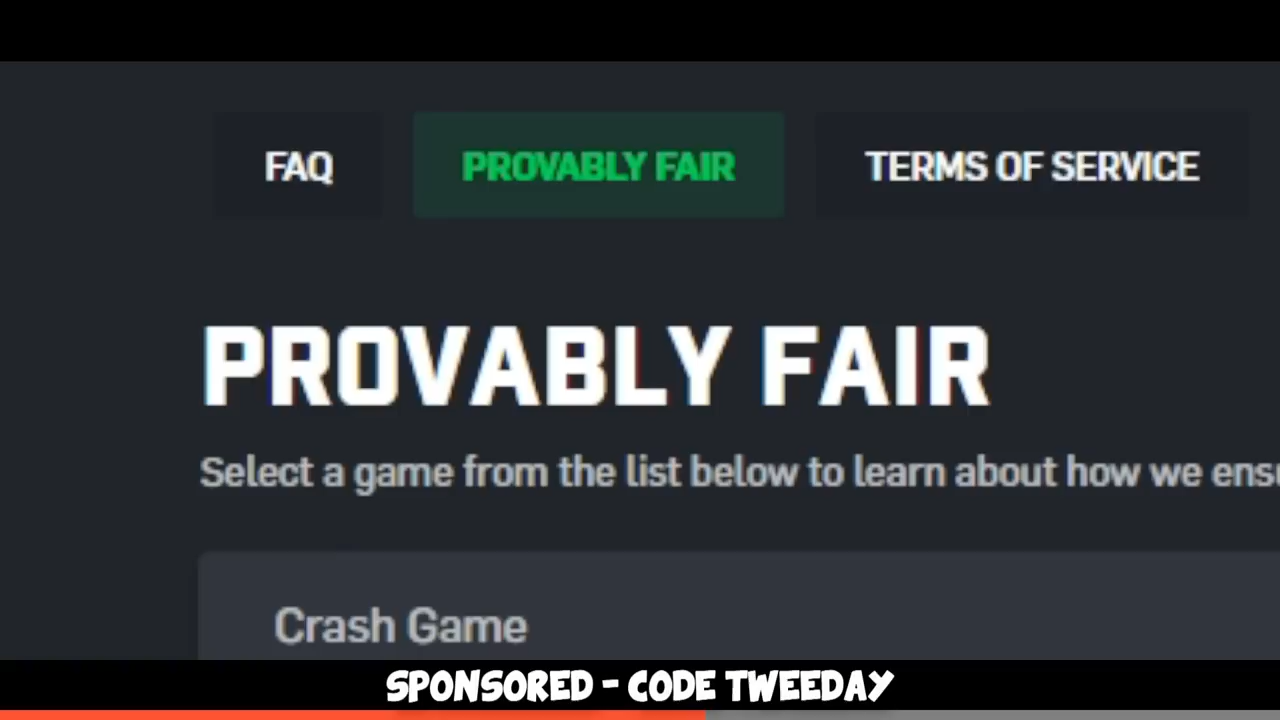 FAQ PROVABLY FAIR TERMS OF SERVICE
PROVABLY FAIR
Select a game from the list below to learn about how we ensu
Crash Game
SPONSORED - CODE TWEEDAY